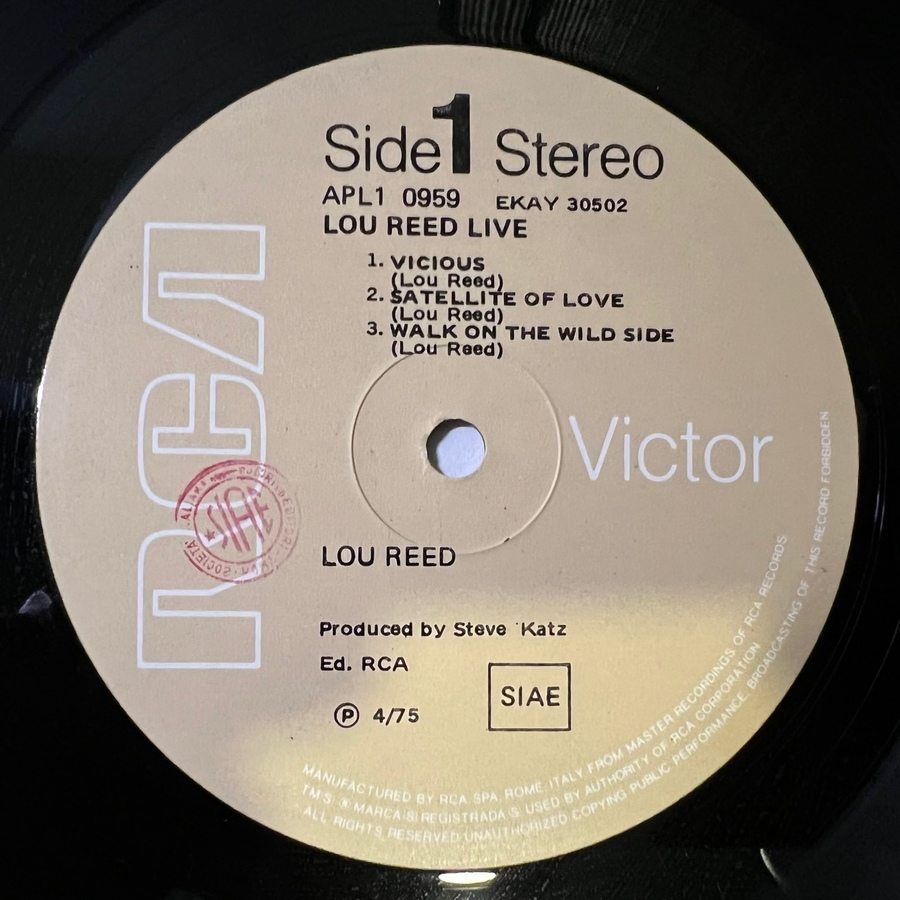 Side 1 Stereo
APL1 0959 EKAY 30502
LOU REED LIVE
1. VICIOUS
(Lou Reed)
2. SATELLITE OF LOVE
(Lou Reed)
3. WALK ON THE WILD SIDE
(Lou Reed)
RCA
Victor
SIAE
LOU REED
Produced by Steve Katz
Ed. RCA
SIAE
Ⓟ 4/75
MANUFACTURED BY RCA SPA, ROME, ITALY, FROM MASTER RECORDINGS OF RCA RECORDS
TMS. ® MARCA(S) REGISTRADA S. USED BY AUTHORITY OF RCA CORPORATION
ALL RIGHTS RESERVED-UNAUTHORIZED COPYING PUBLIC PERFORMANCE, BROADCASTING OF THIS RECORD FORBIDDEN